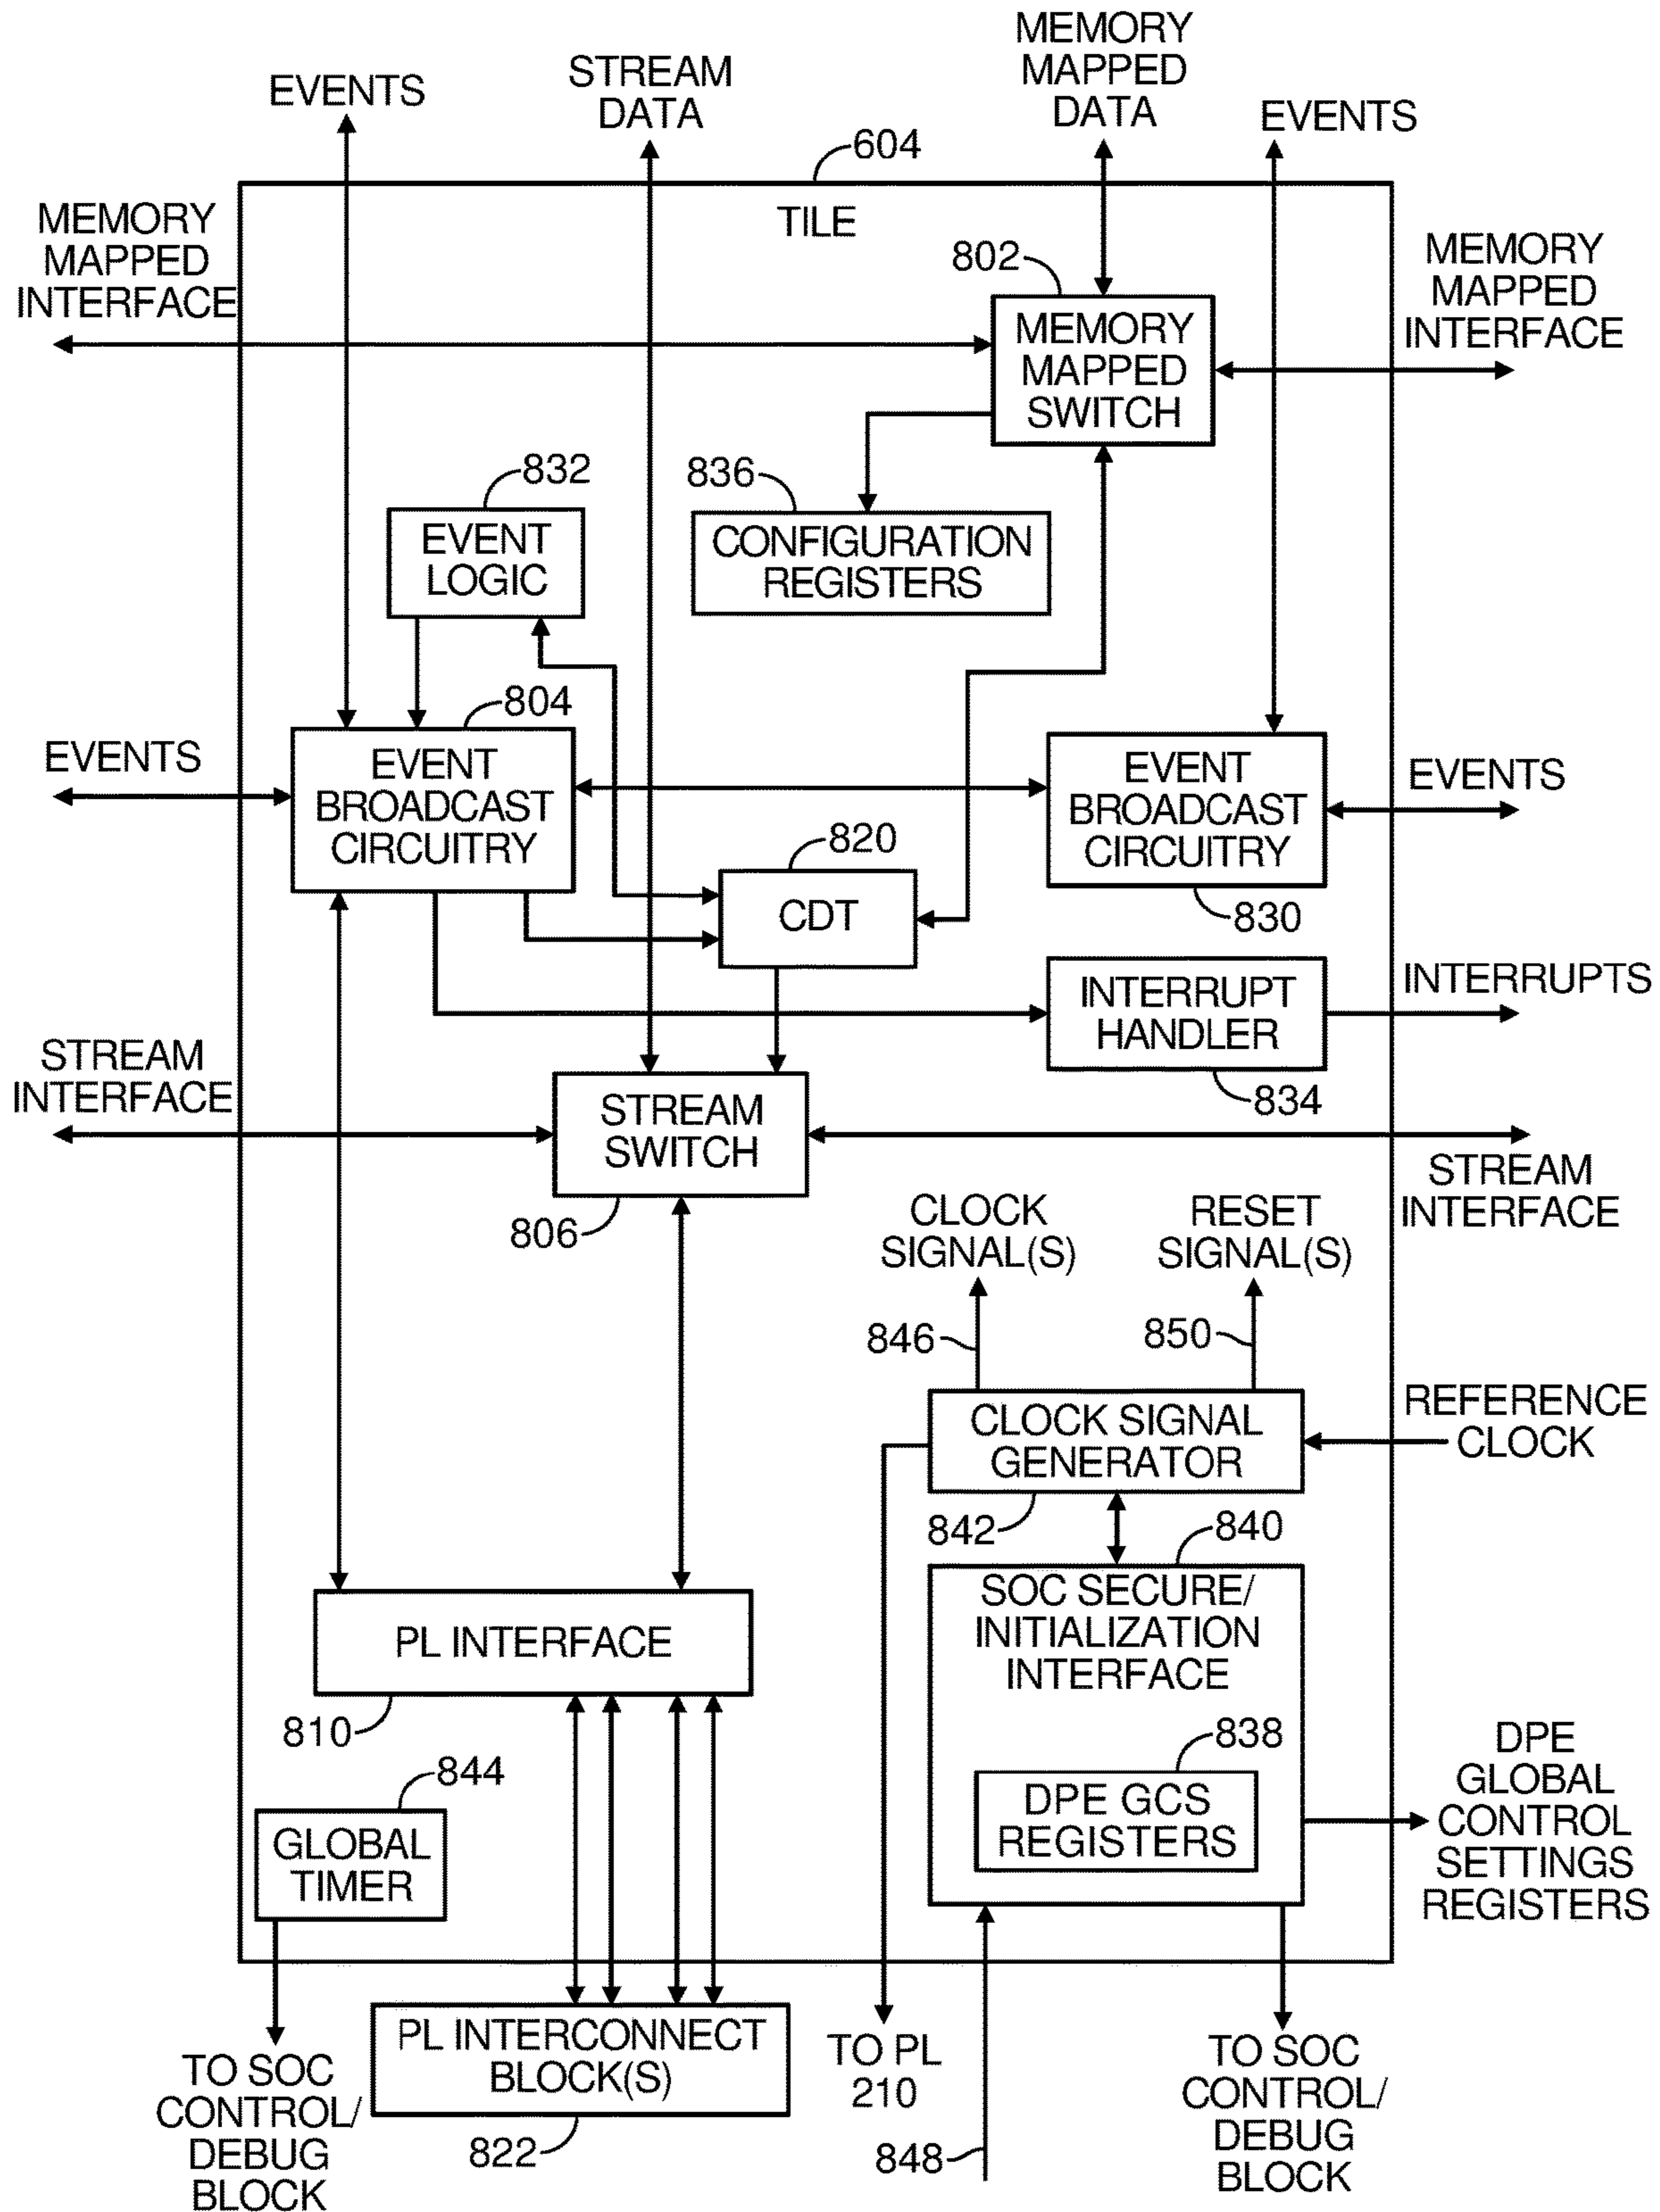 EVENTS
STREAM
DATA
MEMORY
MAPPED
DATA
EVENTS
604
TILE
MEMORY
MAPPED
INTERFACE
802
MEMORY
MAPPED
SWITCH
MEMORY
MAPPED
INTERFACE
832
EVENT
LOGIC
836
CONFIGURATION
REGISTERS
804
EVENTS
EVENT
BROADCAST
CIRCUITRY
EVENT
BROADCAST
CIRCUITRY
830
EVENTS
820
CDT
INTERRUPT
HANDLER
834
INTERRUPTS
STREAM
INTERFACE
STREAM
SWITCH
806
STREAM
INTERFACE
CLOCK
SIGNAL(S)
RESET
SIGNAL(S)
846
850
CLOCK SIGNAL
GENERATOR
842
REFERENCE
CLOCK
840
SOC SECURE/
INITIALIZATION
INTERFACE
838
DPE GCS
REGISTERS
DPE
GLOBAL
CONTROL
SETTINGS
REGISTERS
PL INTERFACE
810
844
GLOBAL
TIMER
TO SOC
CONTROL/
DEBUG
BLOCK
PL INTERCONNECT
BLOCK(S)
822
TO PL
210
848
TO SOC
CONTROL/
DEBUG
BLOCK